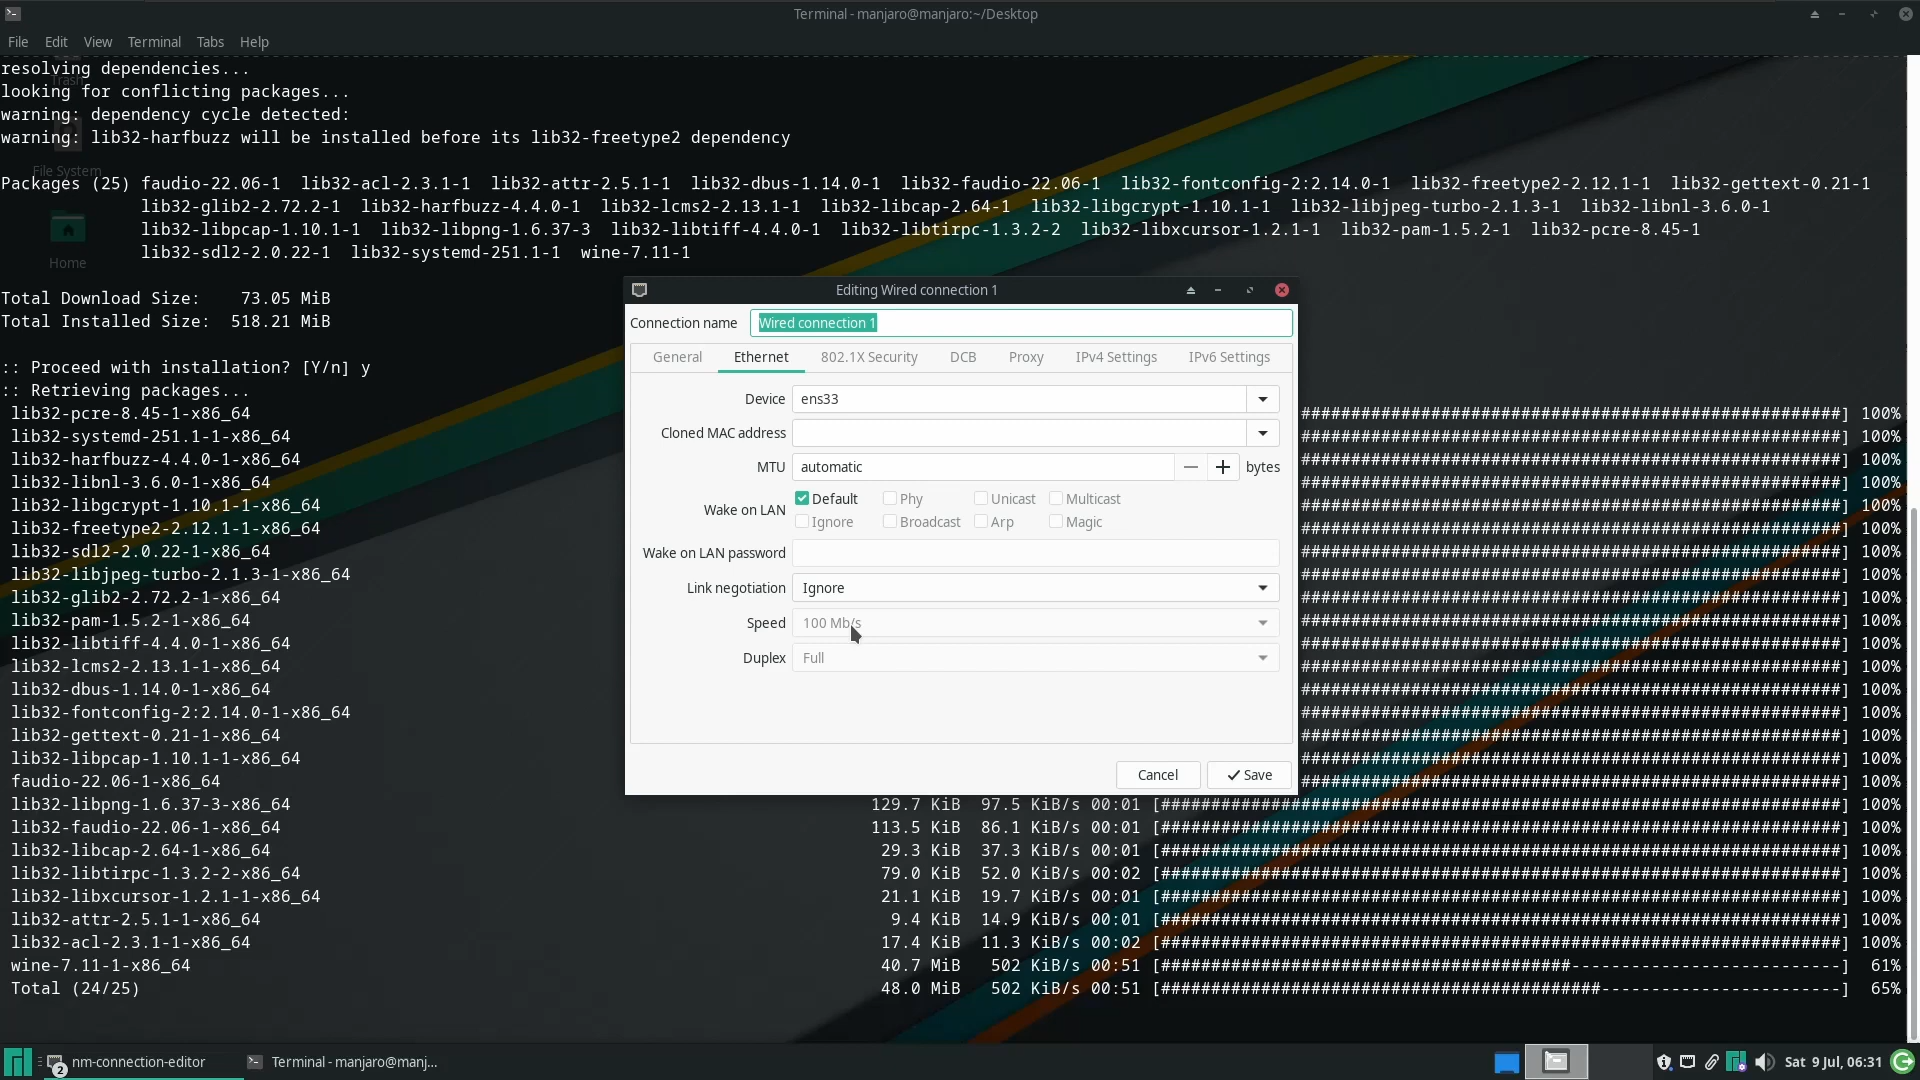 Terminal - manjaro@manjaro:~/Desktop
File Edit View Terminal Tabs Help
resolving dependencies...
Trash
looking for conflicting packages...
warning: dependency cycle detected:
warning: lib32-harfbuzz will be installed before its lib32-freetype2 dependency
File System
Packages (25) faudio-22.06-1 lib32-acl-2.3.1-1 lib32-attr-2.5.1-1 lib32-dbus-1.14.0-1 lib32-faudio-22.06-1 lib32-fontconfig-2:2.14.0-1 lib32-freetype2-2.12.1-1 lib32-gettext-0.21-1
lib32-glib2-2.72.2-1 lib32-harfbuzz-4.4.0-1 lib32-lcms2-2.13.1-1 lib32-libcap-2.64-1 lib32-libgcrypt-1.10.1-1 lib32-libjpeg-turbo-2.1.3-1 lib32-libnl-3.6.0-1
lib32-libpcap-1.10.1-1 lib32-libpng-1.6.37-3 lib32-libtiff-4.4.0-1 lib32-libtirpc-1.3.2-2 lib32-libxcursor-1.2.1-1 lib32-pam-1.5.2-1 lib32-pcre-8.45-1
lib32-sdl2-2.0.22-1 lib32-systemd-251.1-1 wine-7.11-1
Home
Total Download Size: 73.05 MiB
Total Installed Size: 518.21 MiB
:: Proceed with installation? [Y/n] y
:: Retrieving packages...
lib32-pcre-8.45-1-x86_64 ######################################################] 100%
lib32-systemd-251.1-1-x86_64 ######################################################] 100%
lib32-harfbuzz-4.4.0-1-x86_64 ######################################################] 100%
lib32-libnl-3.6.0-1-x86_64 ######################################################] 100%
lib32-libgcrypt-1.10.1-1-x86_64 ######################################################] 100%
lib32-freetype2-2.12.1-1-x86_64 ######################################################] 100%
lib32-sdl2-2.0.22-1-x86_64 ######################################################] 100%
lib32-libjpeg-turbo-2.1.3-1-x86_64 ######################################################] 100%
lib32-glib2-2.72.2-1-x86_64 ######################################################] 100%
lib32-pam-1.5.2-1-x86_64 ######################################################] 100%
lib32-libtiff-4.4.0-1-x86_64 ######################################################] 100%
lib32-lcms2-2.13.1-1-x86_64 ######################################################] 100%
lib32-dbus-1.14.0-1-x86_64 ######################################################] 100%
lib32-fontconfig-2:2.14.0-1-x86_64 ######################################################] 100%
lib32-gettext-0.21-1-x86_64 ######################################################] 100%
lib32-libpcap-1.10.1-1-x86_64 ######################################################] 100%
faudio-22.06-1-x86_64 ######################################################] 100%
lib32-libpng-1.6.37-3-x86_64 129.7 KiB 97.5 KiB/s 00:01 [####################################################################] 100%
lib32-faudio-22.06-1-x86_64 113.5 KiB 86.1 KiB/s 00:01 [####################################################################] 100%
lib32-libcap-2.64-1-x86_64 29.3 KiB 37.3 KiB/s 00:01 [####################################################################] 100%
lib32-libtirpc-1.3.2-2-x86_64 79.0 KiB 52.0 KiB/s 00:02 [####################################################################] 100%
lib32-libxcursor-1.2.1-1-x86_64 21.1 KiB 19.7 KiB/s 00:01 [####################################################################] 100%
lib32-attr-2.5.1-1-x86_64 9.4 KiB 14.9 KiB/s 00:01 [####################################################################] 100%
lib32-acl-2.3.1-1-x86_64 17.4 KiB 11.3 KiB/s 00:02 [####################################################################] 100%
wine-7.11-1-x86_64 40.7 MiB 502 KiB/s 00:51 [#########################################---------------------------] 61%
Total (24/25) 48.0 MiB 502 KiB/s 00:51 [############################################------------------------] 65%
Editing Wired connection 1
Connection name Wired connection 1
General Ethernet 802.1X Security DCB Proxy IPv4 Settings IPv6 Settings
Device ens33
Cloned MAC address
MTU automatic − + bytes
Wake on LAN
Default Phy Unicast Multicast
Ignore Broadcast Arp Magic
Wake on LAN password
Link negotiation Ignore
Speed 100 Mb/s
Duplex Full
Cancel Save
2 nm-connection-editor Terminal - manjaro@manj... Sat 9 Jul, 06:31